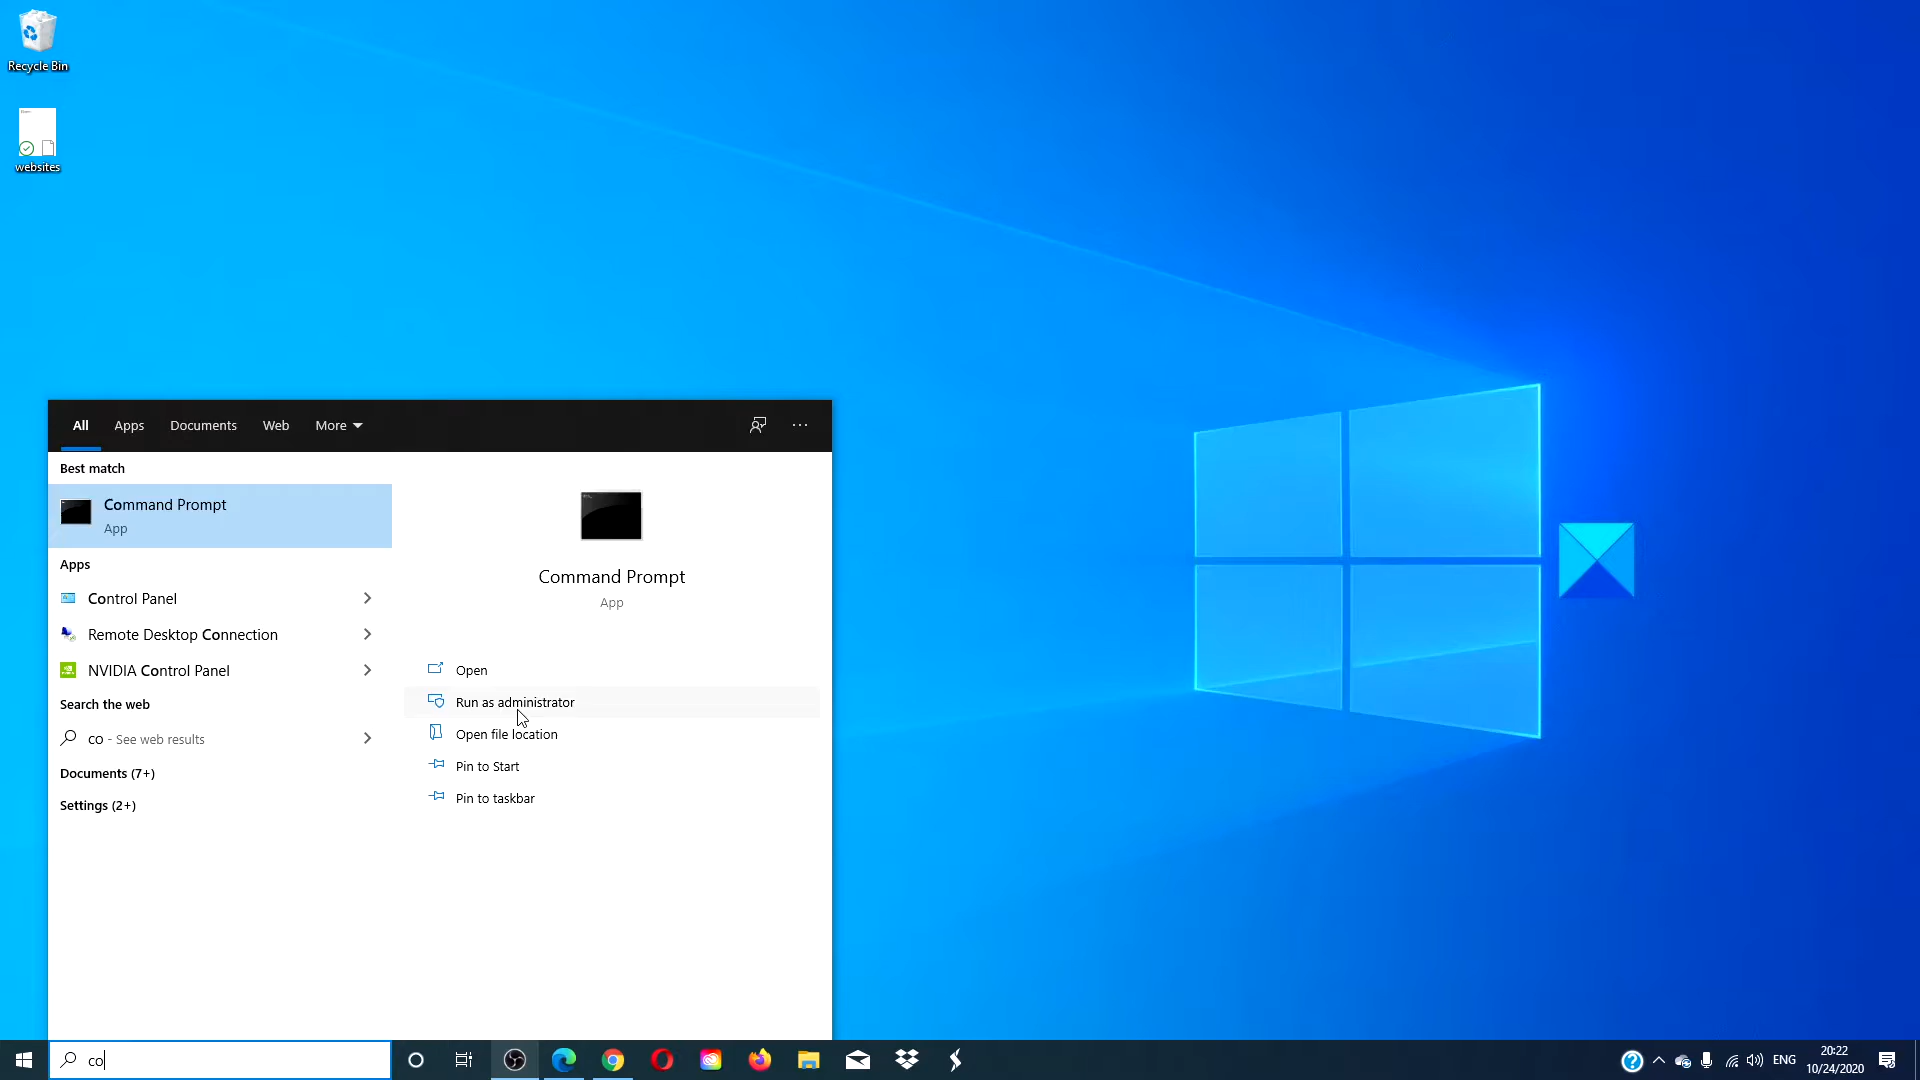 Recycle Bin
websites
All
Apps
Documents
Web
More
Best match
Command Prompt
App
Apps
Control Panel
Remote Desktop Connection
NVIDIA Control Panel
Search the web
co - See web results
Documents (7+)
Settings (2+)
Command Prompt
App
Open
Run as administrator
Open file location
Pin to Start
Pin to taskbar
co
ENG
20:22
10/24/2020